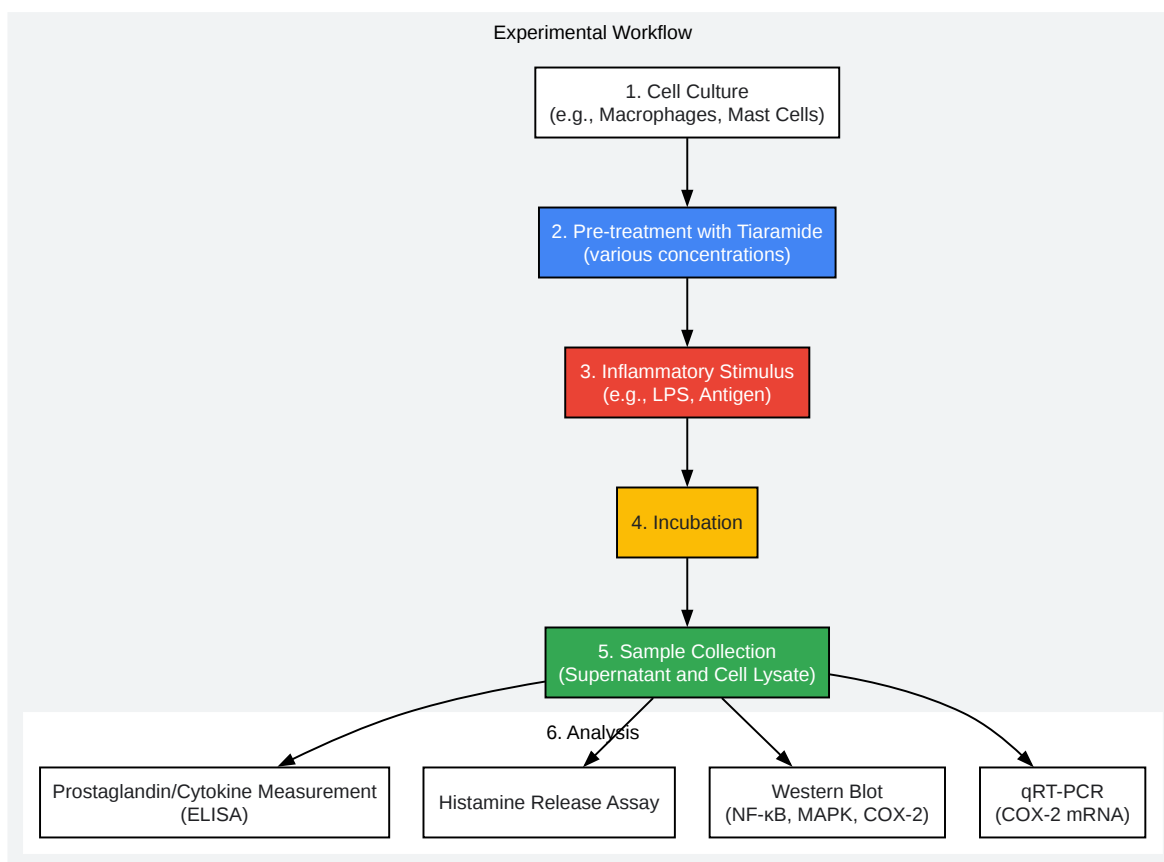 Experimental Workflow
1. Cell Culture
(e.g., Macrophages, Mast Cells)
2. Pre-treatment with Tiaramide
(various concentrations)
3. Inflammatory Stimulus
(e.g., LPS, Antigen)
4. Incubation
5. Sample Collection
(Supernatant and Cell Lysate)
6. Analysis
Prostaglandin/Cytokine Measurement
(ELISA)
Histamine Release Assay
Western Blot
(NF-κB, MAPK, COX-2)
qRT-PCR
(COX-2 mRNA)